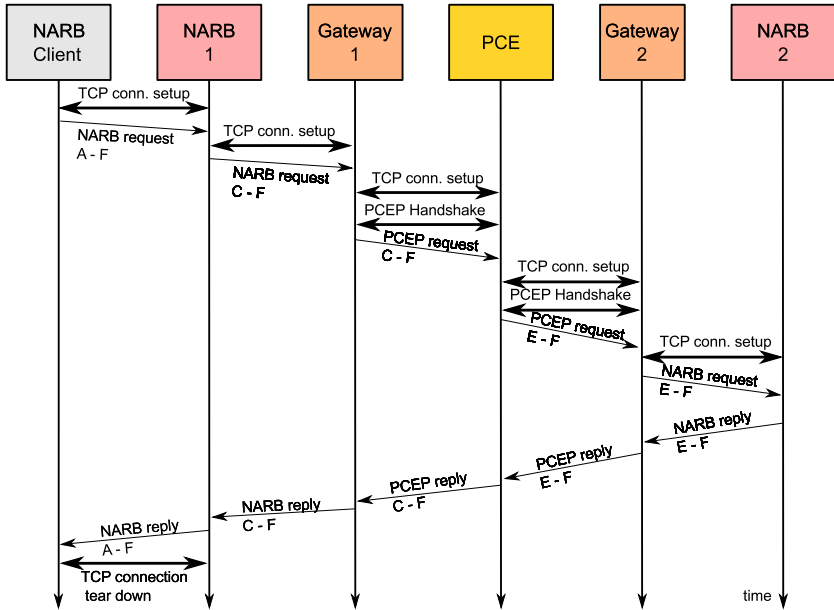 NARB
Client
NARB
1
Gateway
1
PCE
Gateway
2
NARB
2
TCP conn. setup
NARB request
A - F
TCP conn. setup
NARB request
C - F
TCP conn. setup
PCEP Handshake
PCEP request
C - F
TCP conn. setup
PCEP Handshake
PCEP request
E - F
TCP conn. setup
NARB request
E - F
NARB reply
E - F
PCEP reply
E - F
PCEP reply
C - F
NARB reply
C - F
NARB reply
A - F
TCP connection
tear down
time